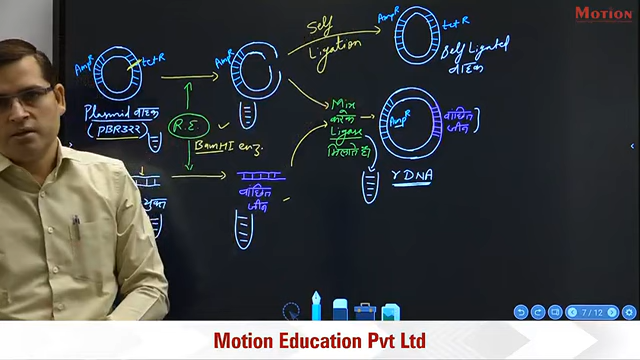 MOTION
Self
Ligation
AmpR
tetR
Self Ligated
वाहक
AmpR
tetR
AmpR
Plasmid वाहक
(pBR322)
R.E
BamHI enz.
Mix
करके
Ligase
मिलाते है।
AmpR
वांछित
जीन
rDNA
वांछित
जीन
युक्त
7 / 12
Motion Education Pvt Ltd